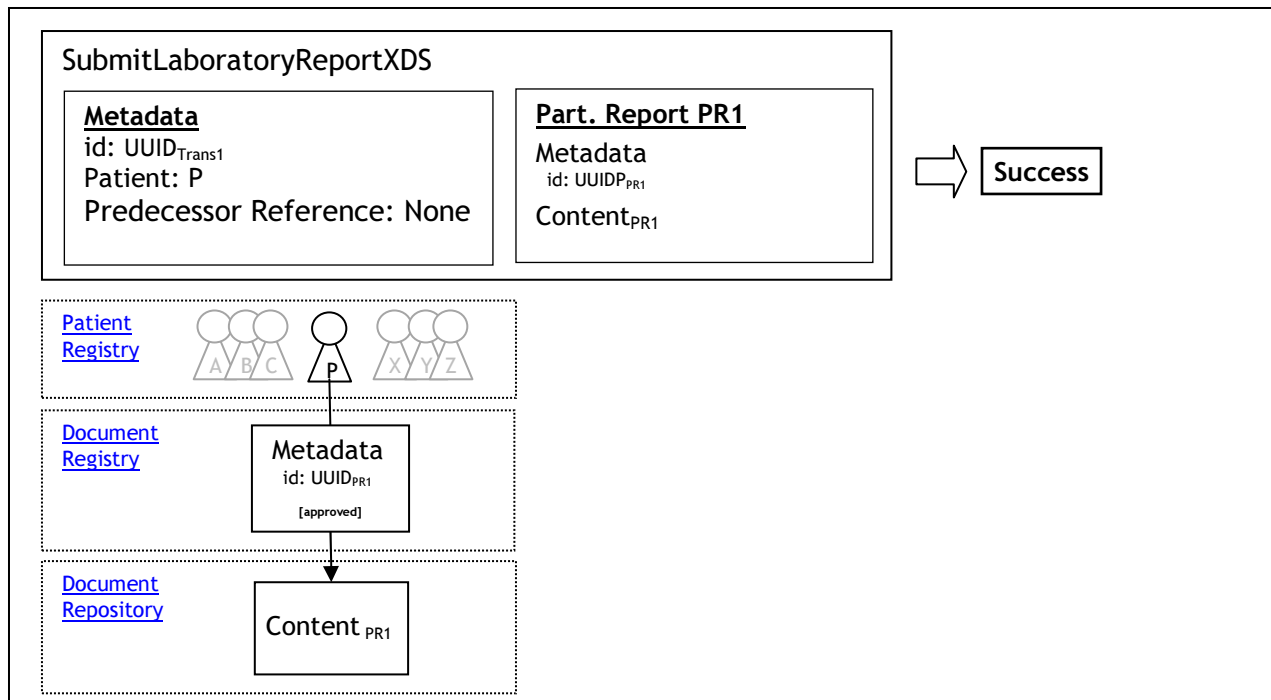 SubmitLaboratoryReportXDS
Metadata
id: UUIDTrans1
Patient: P
Predecessor Reference: None
Part. Report PR1
Metadata
id: UUIDPPR1
ContentPR1
Success
Patient
Registry
A B C P X Y Z
Document
Registry
Metadata
id: UUIDPR1
[approved]
Document
Repository
Content PR1